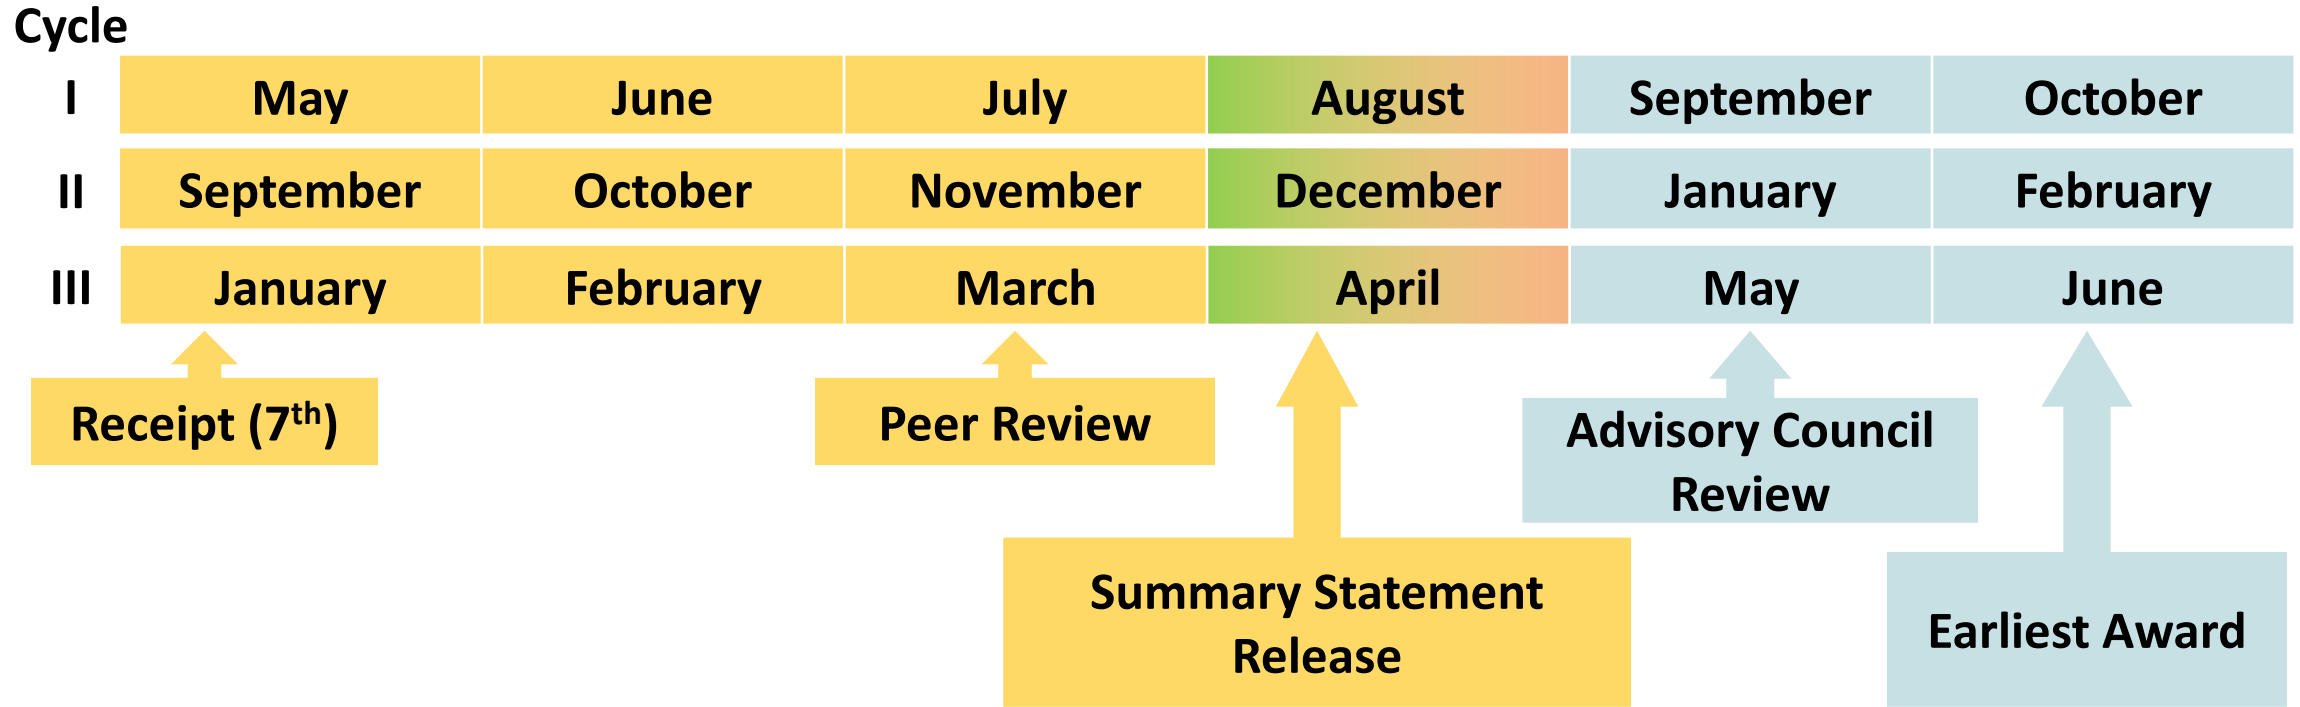 Cycle
I May June July August September October
II September October November December January February
III January February March April May June
Receipt (7th)
Peer Review
Advisory Council
Review
Summary Statement
Release
Earliest Award